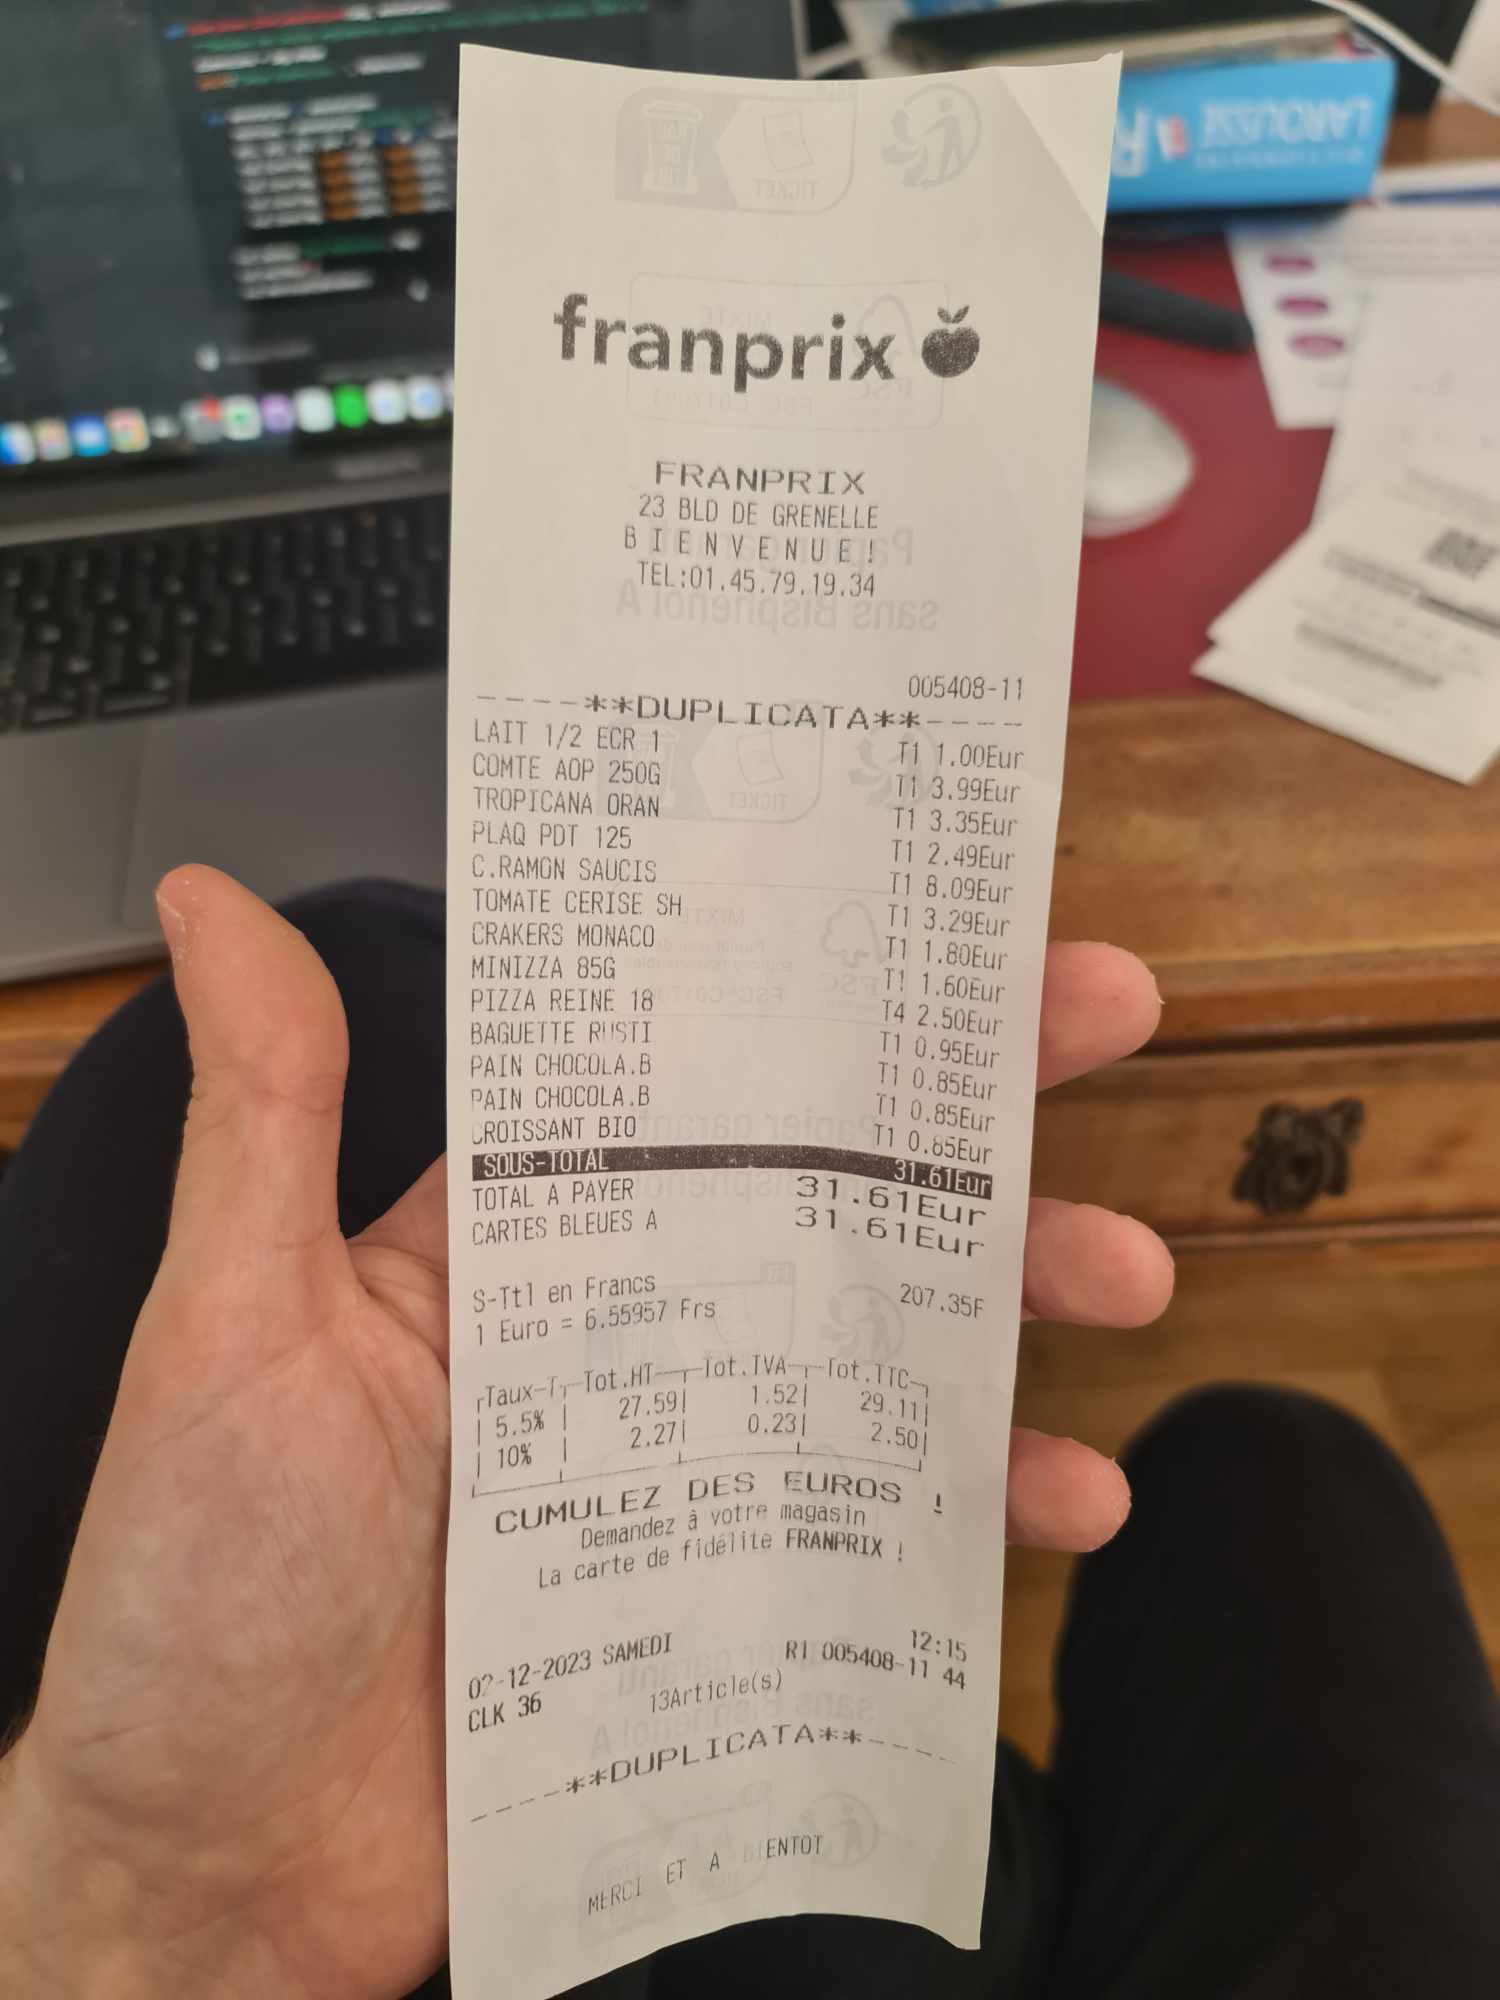 franprix
FRANPRIX
23 BLD DE GRENELLE
B I E N V E N U E !
TEL:01.45.79.19.34
005408-11
----**DUPLICATA**----
LAIT 1/2 ECR 1 T1 1.00Eur
COMTE AOP 250G T1 3.99Eur
TROPICANA ORAN T1 3.35Eur
PLAQ PDT 125 T1 2.49Eur
C.RAMON SAUCIS T1 8.09Eur
TOMATE CERISE SH T1 3.29Eur
CRAKERS MONACO T1 1.80Eur
MINIZZA 85G T1 1.60Eur
PIZZA REINE 18 T4 2.50Eur
BAGUETTE RUSTI T1 0.95Eur
PAIN CHOCOLA.B T1 0.85Eur
PAIN CHOCOLA.B T1 0.85Eur
CROISSANT BIO T1 0.85Eur
SOUS-TOTAL 31.61Eur
TOTAL A PAYER 31.61Eur
CARTES BLEUES A 31.61Eur
S-Ttl en Francs 207.35F
1 Euro = 6.55957 Frs
Taux-T Tot.HT Tot.TVA Tot.TTC
5.5% 27.59 1.52 29.11
10% 2.27 0.23 2.50
CUMULEZ DES EUROS !
Demandez à votre magasin
La carte de fidélite FRANPRIX !
02-12-2023 SAMEDI 12:15
CLK 36 13Article(s) R1 005408-11 44
----**DUPLICATA**----
MERCI ET A BIENTOT
LAROUSSE